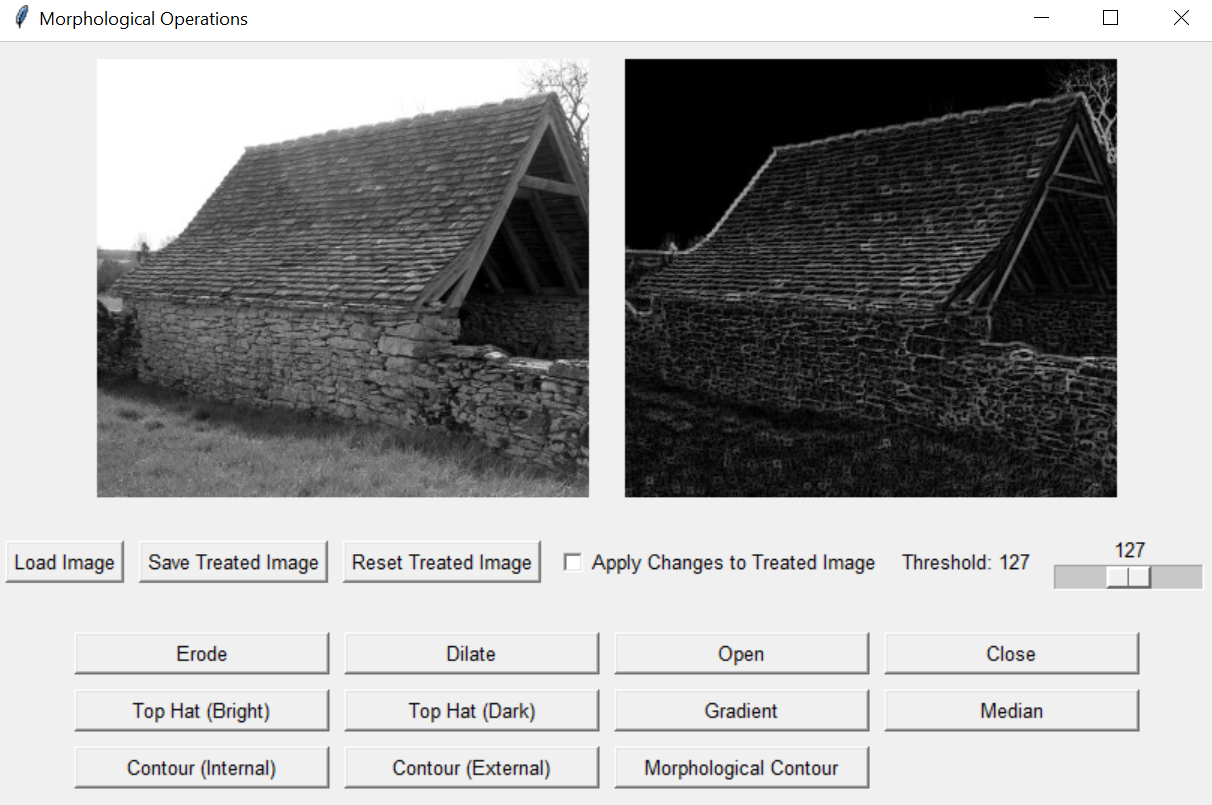 Morphological Operations
Load Image Save Treated Image Reset Treated Image Apply Changes to Treated Image Threshold: 127 127
Erode Dilate Open Close
Top Hat (Bright) Top Hat (Dark) Gradient Median
Contour (Internal) Contour (External) Morphological Contour